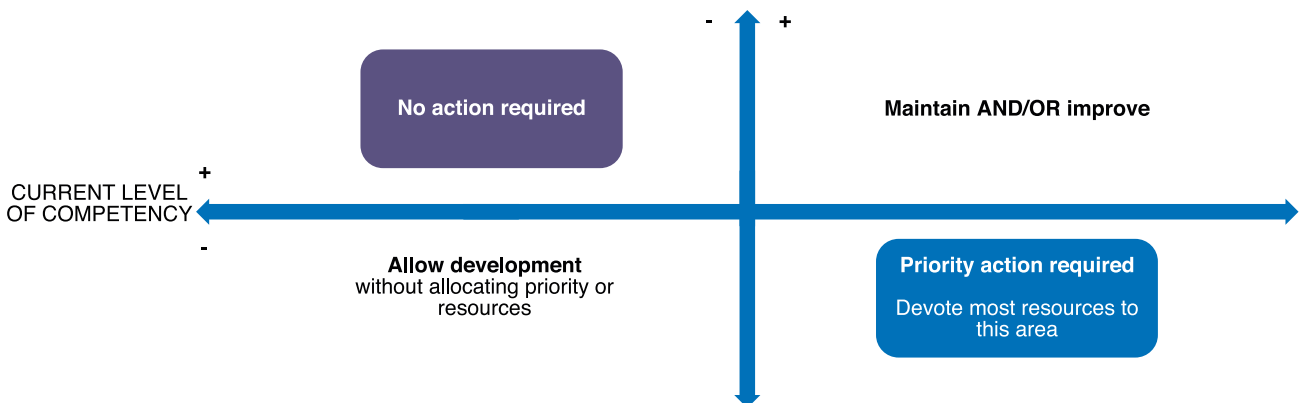 - +
No action required
Maintain AND/OR improve
+
CURRENT LEVEL
OF COMPETENCY
-
Allow development
without allocating priority or
resources
Priority action required
Devote most resources to
this area